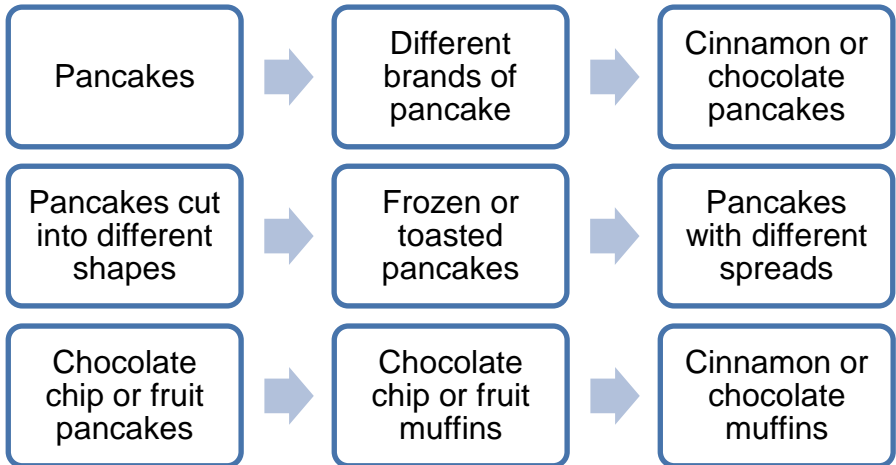 Pancakes
Different
brands of
pancake
Cinnamon or
chocolate
pancakes
Pancakes cut
into different
shapes
Frozen or
toasted
pancakes
Pancakes
with different
spreads
Chocolate
chip or fruit
pancakes
Chocolate
chip or fruit
muffins
Cinnamon or
chocolate
muffins